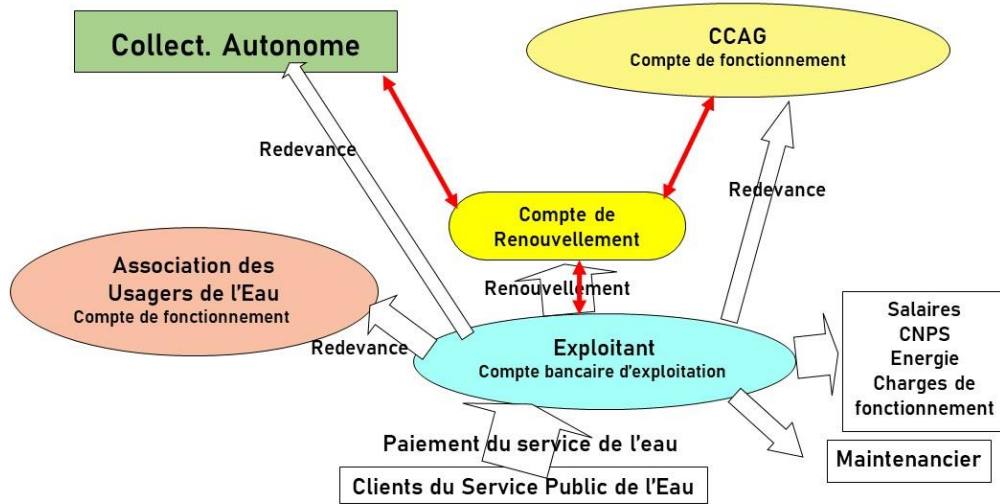 Collect. Autonome
CCAG
Compte de fonctionnement
Redevance
Redevance
Compte de
Renouvellement
Association des
Usagers de l'Eau
Compte de fonctionnement
Renouvellement
Redevance
Exploitant
Compte bancaire d'exploitation
Salaires
CNPS
Energie
Charges de
fonctionnement
Paiement du service de l'eau
Maintenancier
Clients du Service Public de l'Eau